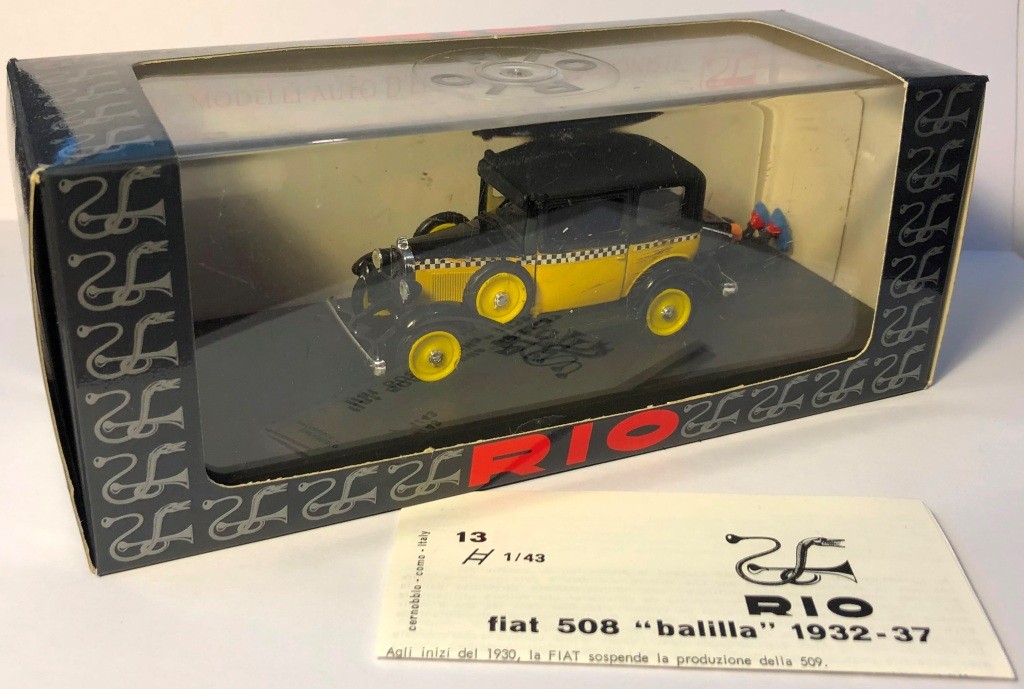 MODELLI AUTO D'E
RIO
RIO
13
1/43
cernobbio - como - italy
RIO
fiat 508 “balilla” 1932-37
Agli inizi del 1930, la FIAT sospende la produzione della 509.